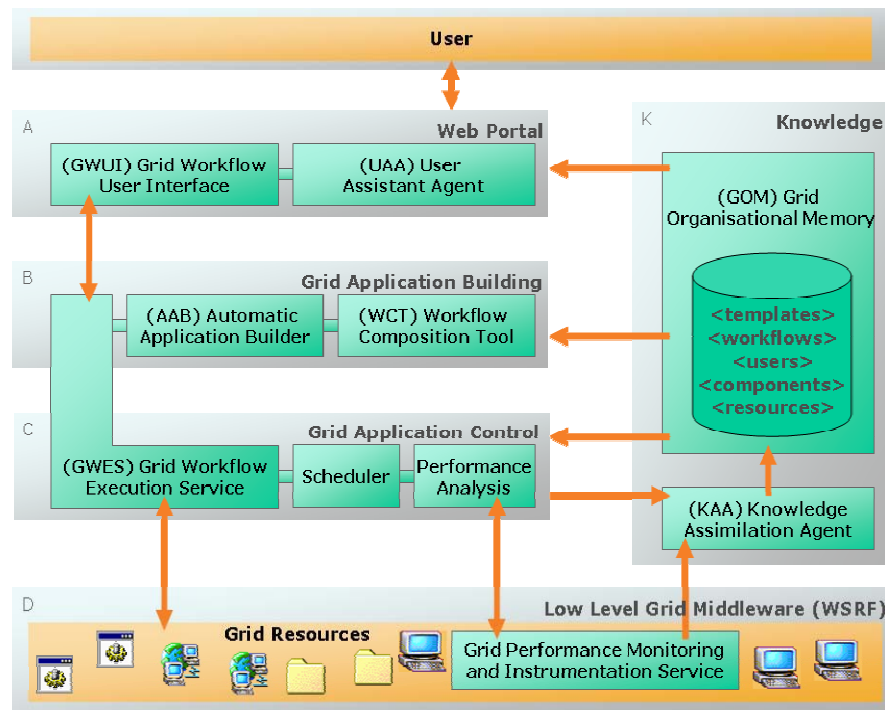 User
A
Web Portal
(GWUI) Grid Workflow
User Interface
(UAA) User
Assistant Agent
K
Knowledge
(GOM) Grid
Organisational Memory
<templates>
<workflows>
<users>
<components>
<resources>
B
Grid Application Building
(AAB) Automatic
Application Builder
(WCT) Workflow
Composition Tool
C
Grid Application Control
(GWES) Grid Workflow
Execution Service
Scheduler
Performance
Analysis
(KAA) Knowledge
Assimilation Agent
D
Low Level Grid Middleware (WSRF)
Grid Resources
Grid Performance Monitoring
and Instrumentation Service